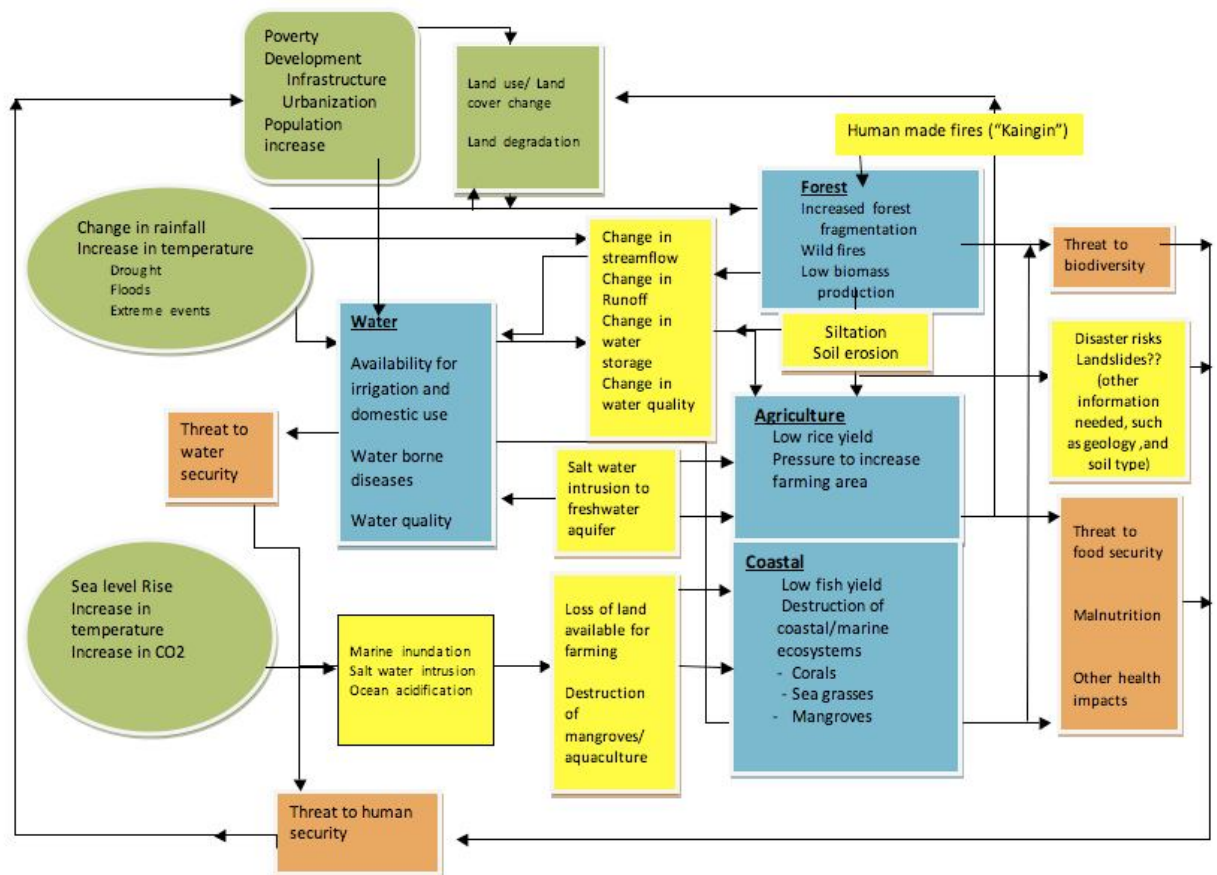 Poverty
Development
Infrastructure
Urbanization
Population
increase
Land use/ Land
cover change
Land degradation
Human made fires ("Kaingin")
Change in rainfall
Increase in temperature
Drought
Floods
Extreme events
Change in
streamflow
Change in
Runoff
Change in
water
storage
Change in
water quality
Forest
Increased forest
fragmentation
Wild fires
Low biomass
production
Threat to
biodiversity
Water
Availability for
irrigation and
domestic use
Water borne
diseases
Water quality
Siltation
Soil erosion
Disaster risks
Landslides??
(other
information
needed, such
as geology ,and
soil type)
Threat to
water
security
Salt water
intrusion to
freshwater
aquifer
Agriculture
Low rice yield
Pressure to increase
farming area
Threat to
food security
Malnutrition
Other health
impacts
Sea level Rise
Increase in
temperature
Increase in CO2
Marine inundation
Salt water intrusion
Ocean acidification
Loss of land
available for
farming
Destruction
of
mangroves/
aquaculture
Coastal
Low fish yield
Destruction of
coastal/marine
ecosystems
- Corals
- Sea grasses
- Mangroves
Threat to human
security